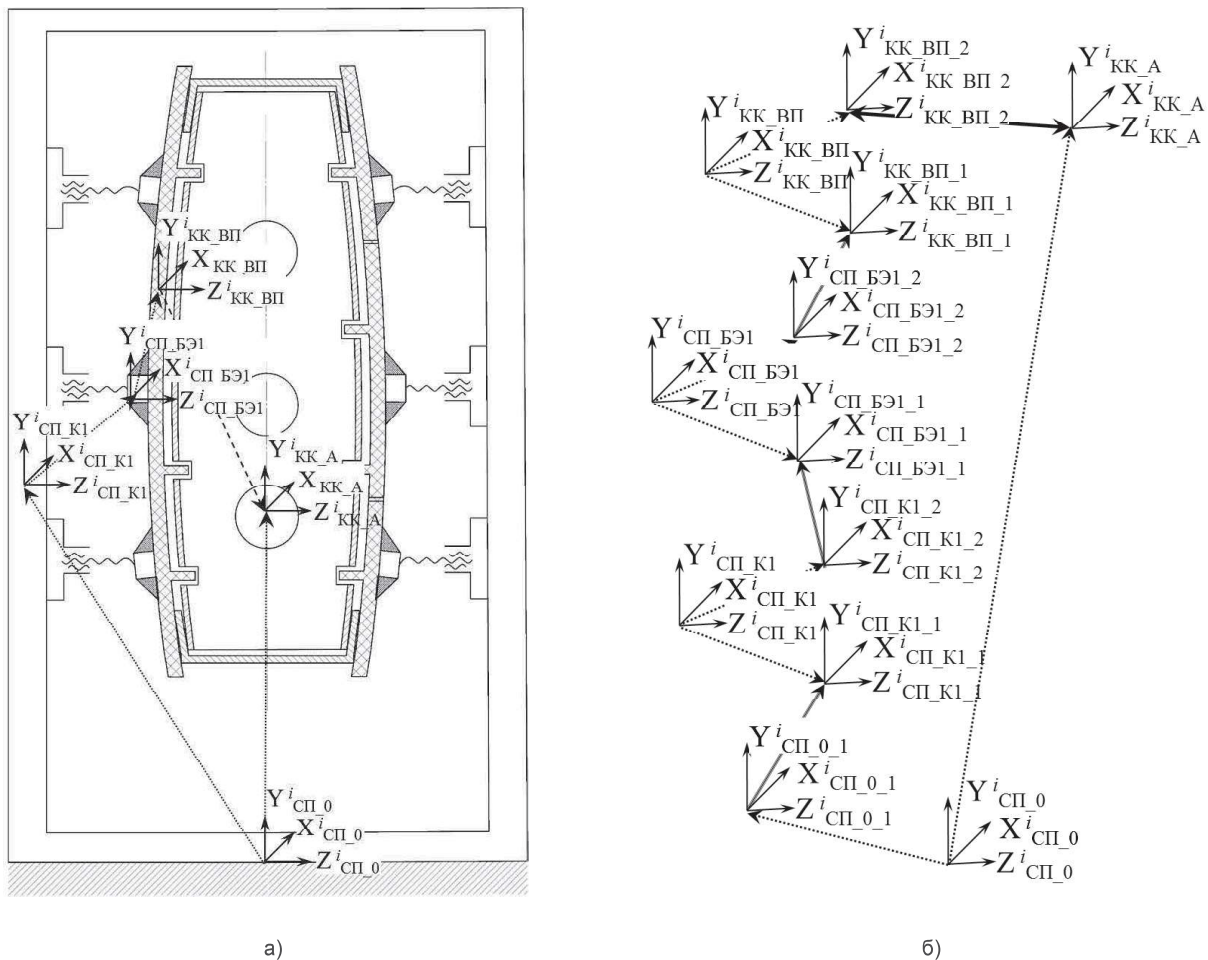 Y^i_КК_ВП
X_КК_ВП
Z^i_КК_ВП
Y^i_СП_БЭ1
X^i_СП_БЭ1
Z^i_СП_БЭ1
Y^i_СП_К1
X^i_СП_К1
Z^i_СП_К1
Y^i_КК_А
X_КК_А
Z^i_КК_А
Y^i_СП_0
X^i_СП_0
Z^i_СП_0
а)
Y^i_КК_ВП_2
X^i_КК_ВП_2
Z^i_КК_ВП_2
Y^i_КК_А
X^i_КК_А
Z^i_КК_А
Y^i_КК_ВП
X^i_КК_ВП
Z^i_КК_ВП
Y^i_КК_ВП_1
X^i_КК_ВП_1
Z^i_КК_ВП_1
Y^i_СП_БЭ1_2
X^i_СП_БЭ1_2
Z^i_СП_БЭ1_2
Y^i_СП_БЭ1
X^i_СП_БЭ1
Z^i_СП_БЭ1
Y^i_СП_БЭ1_1
X^i_СП_БЭ1_1
Z^i_СП_БЭ1_1
Y^i_СП_К1_2
X^i_СП_К1_2
Z^i_СП_К1_2
Y^i_СП_К1
X^i_СП_К1
Z^i_СП_К1
Y^i_СП_К1_1
X^i_СП_К1_1
Z^i_СП_К1_1
Y^i_СП_0_1
X^i_СП_0_1
Z^i_СП_0_1
Y^i_СП_0
X^i_СП_0
Z^i_СП_0
б)